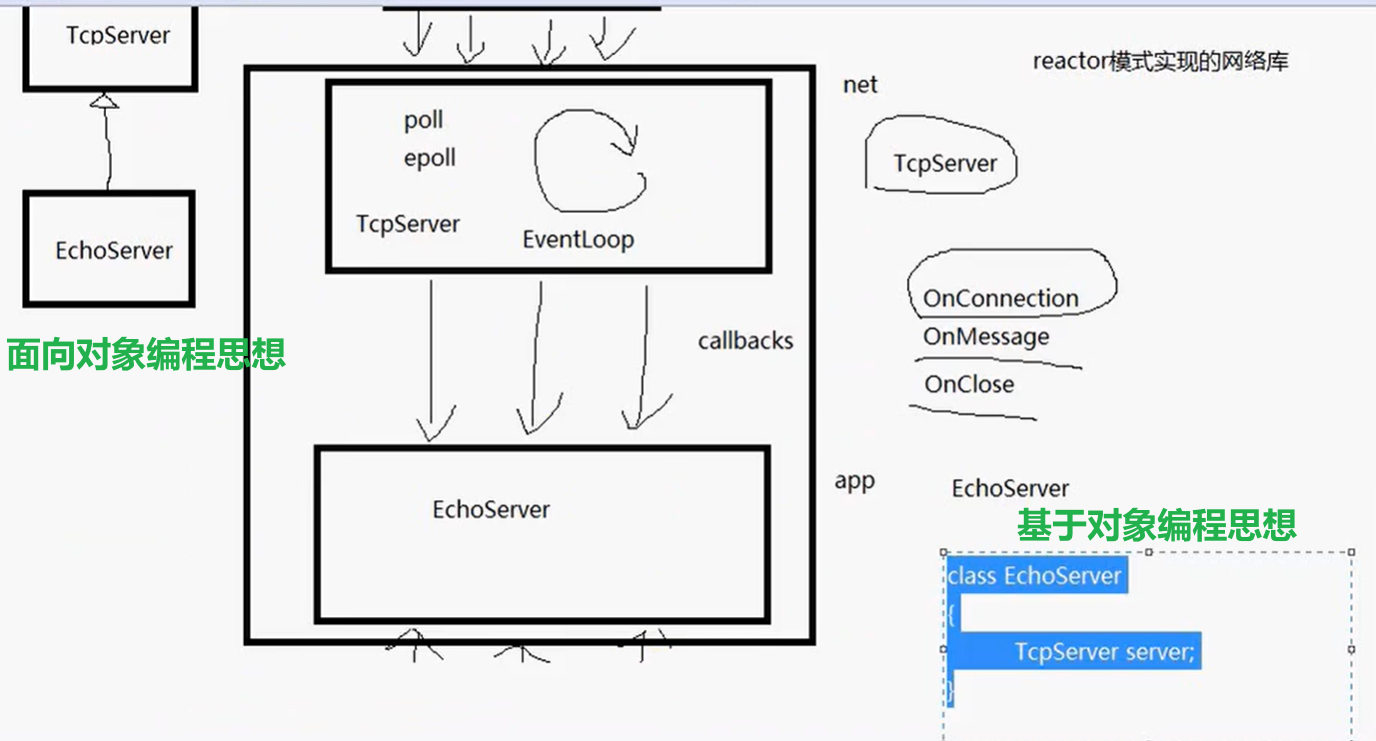 TcpServer
EchoServer
面向对象编程思想
poll
epoll
TcpServer
EventLoop
callbacks
EchoServer
net
app
reactor模式实现的网络库
TcpServer
OnConnection
OnMessage
OnClose
EchoServer
基于对象编程思想
class EchoServer
{
TcpServer server;
}